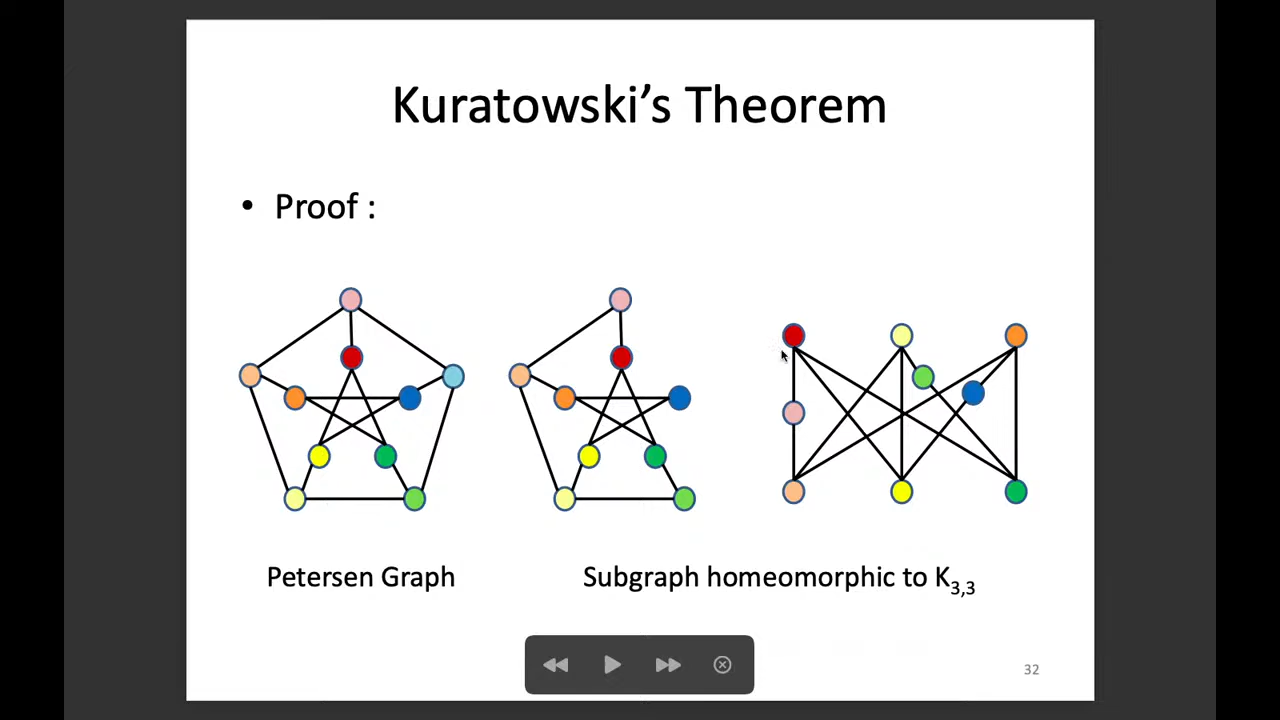 Kuratowski’s Theorem
• Proof :
Petersen Graph
Subgraph homeomorphic to K3,3
32